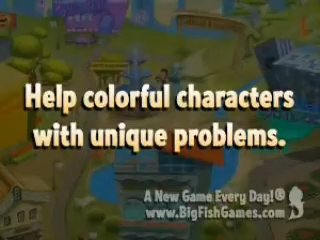 Help colorful characters
with unique problems.
A New Game Every Day!®
www.BigFishGames.com